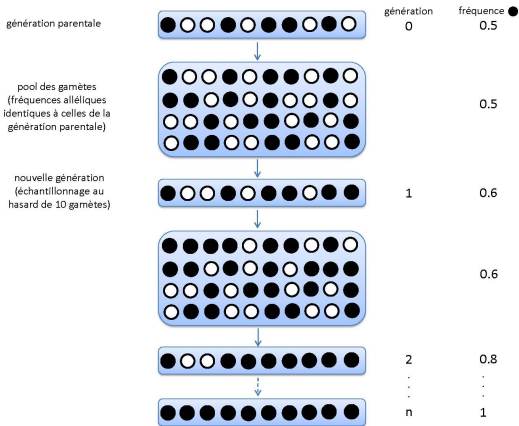 génération
fréquence
génération parentale
0
0.5
pool des gamètes
(fréquences alléliques
identiques à celles de la
génération parentale)
0.5
nouvelle génération
(échantillonnage au
hasard de 10 gamètes)
1
0.6
0.6
2
0.8
n
1